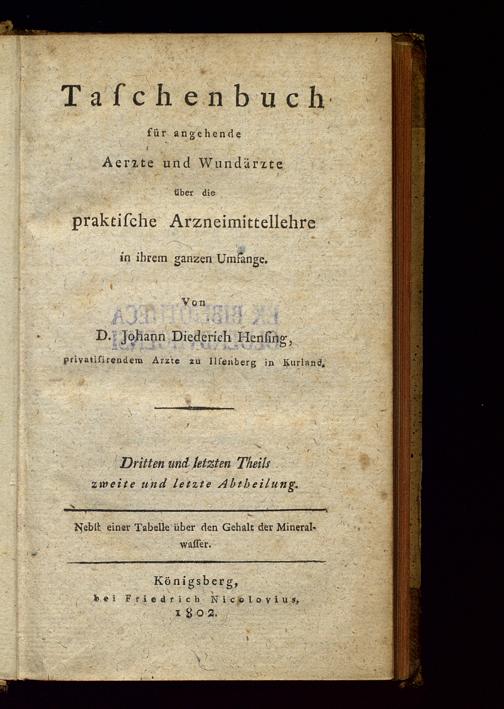 Taſchenbuch
für angehende
Aerzte und Wundärzte
über die
praktiſche Arzneimittellehre
in ihrem ganzen Umfange.
Von
EX BIBLIOTHECA
D. Johann Diederich Henſing,
privatiſirendem Arzte zu Ilſenberg in Kurland.
Dritten und letzten Theils
zweite und letzte Abtheilung.
Nebſt einer Tabelle über den Gehalt der Mineral-
waſſer.
Königsberg,
bei Friedrich Nicolovius,
1802.